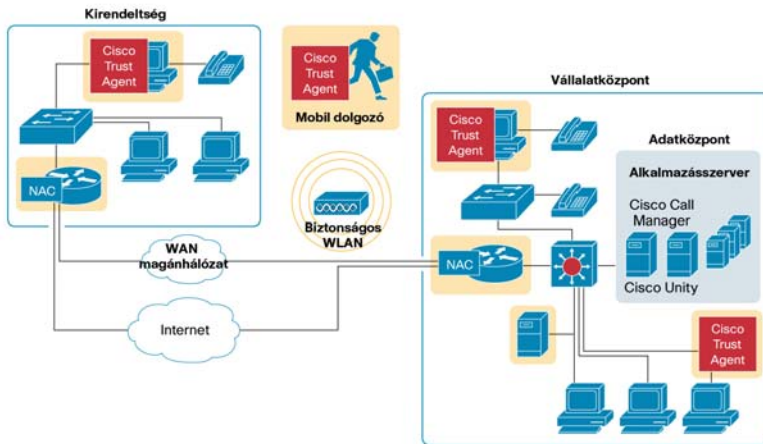 Kirendeltség
Cisco
Trust
Agent
NAC
Cisco
Trust
Agent
Mobil dolgozó
Biztonságos
WLAN
WAN
magánhálózat
Internet
Vállalatközpont
Cisco
Trust
Agent
NAC
Adatközpont
Alkalmazásszerver
Cisco Call
Manager
Cisco Unity
Cisco
Trust
Agent